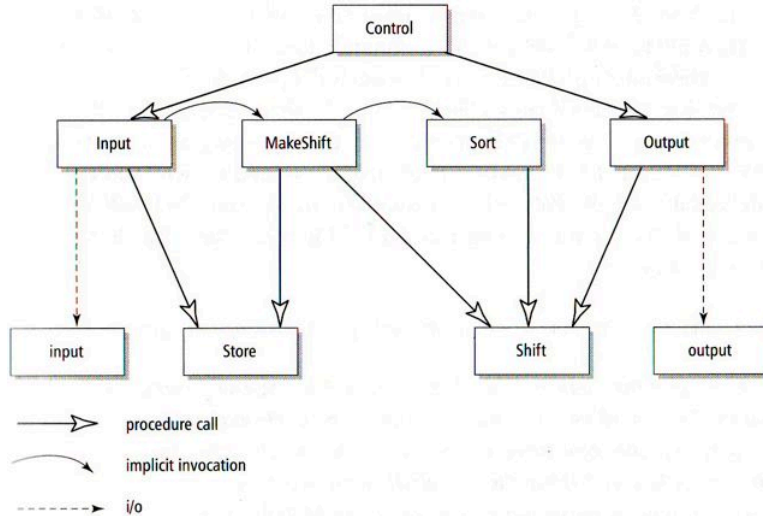 Control
Input
MakeShift
Sort
Output
input
Store
Shift
output
procedure call
implicit invocation
i/o